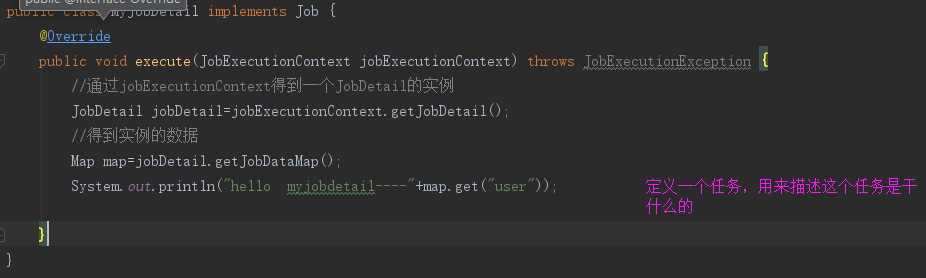 public @interface Override
public class MyJobDetail implements Job {
@Override
public void execute(JobExecutionContext jobExecutionContext) throws JobExecutionException {
//通过jobExecutionContext得到一个JobDetail的实例
JobDetail jobDetail=jobExecutionContext.getJobDetail();
//得到实例的数据
Map map=jobDetail.getJobDataMap();
System.out.println("hello  myjobdetail----"+map.get("user"));
定义一个任务，用来描述这个任务是干
什么的
}
}